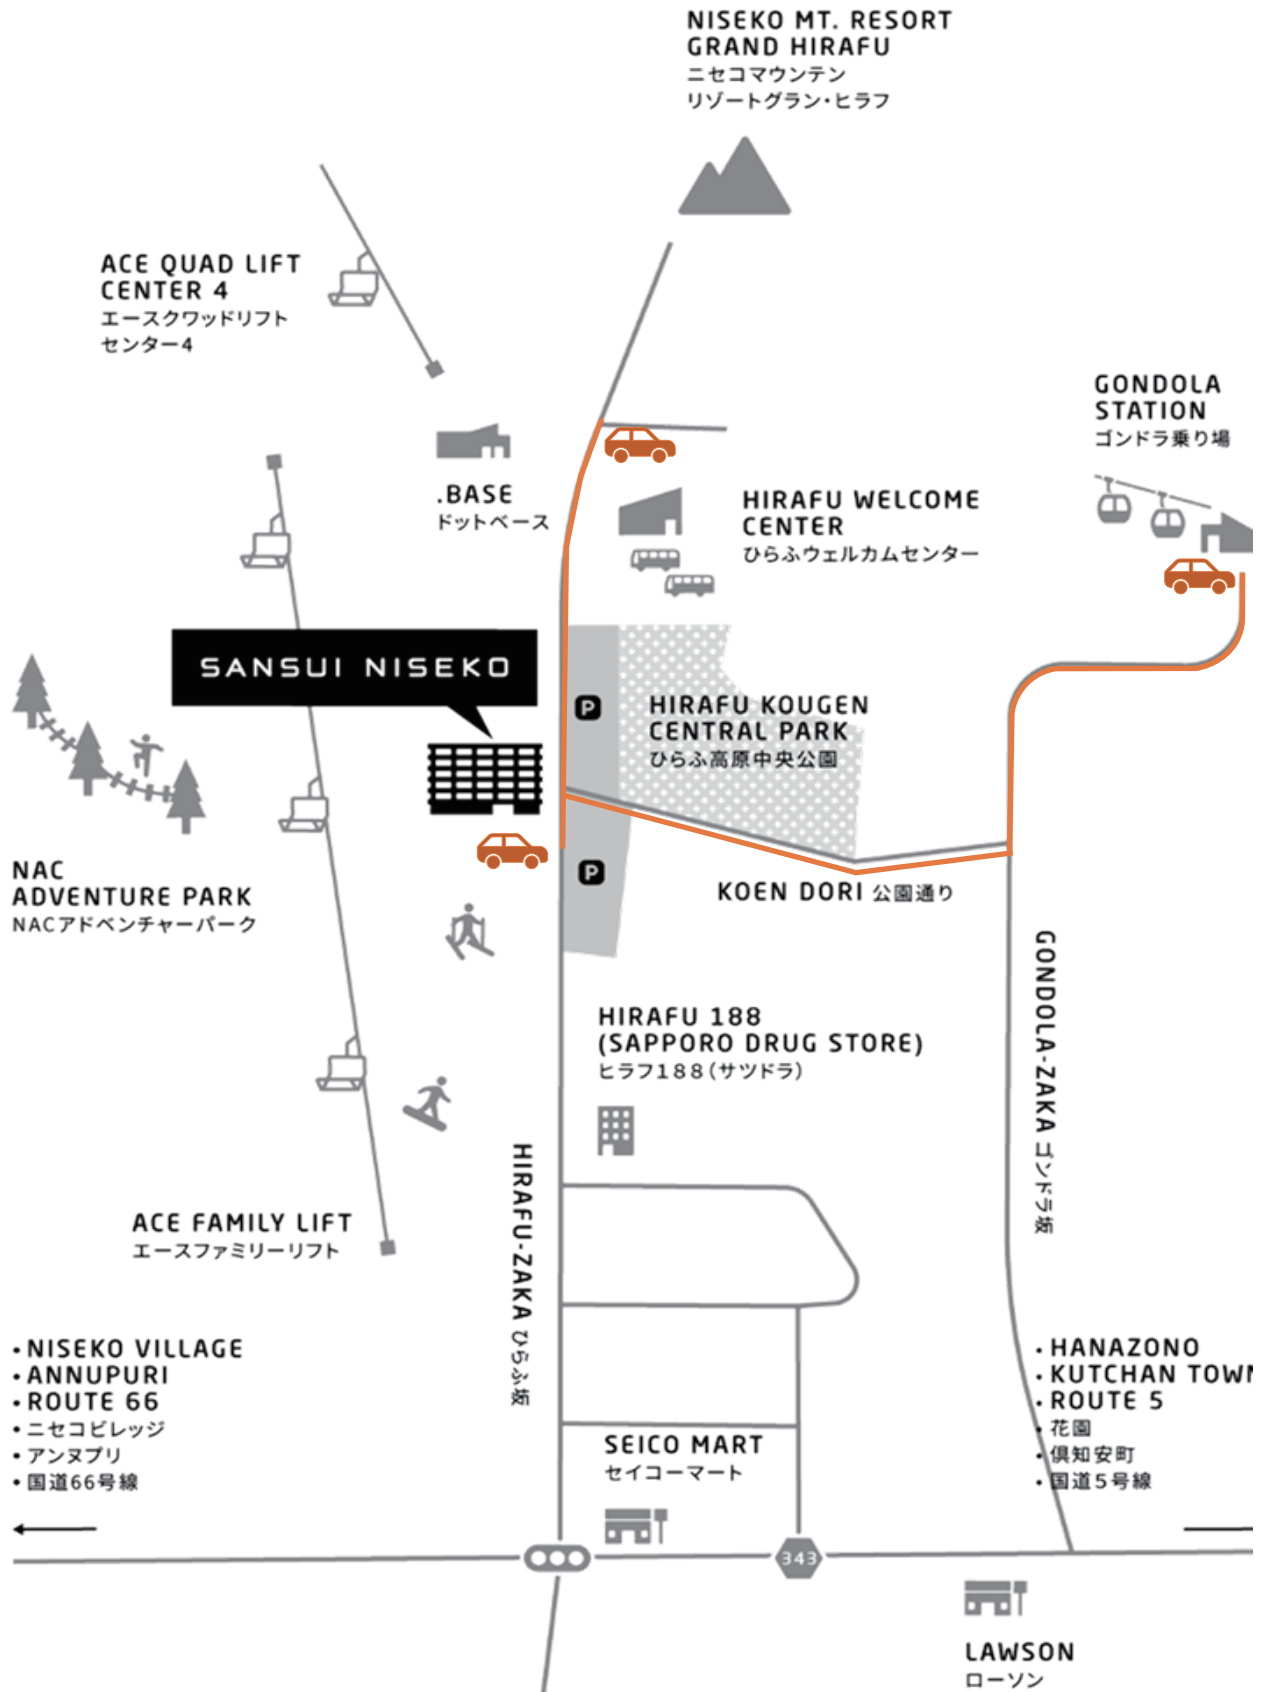 NISEKO MT. RESORT
GRAND HIRAFU
ニセコマウンテン
リゾートグラン・ヒラフ
ACE QUAD LIFT
CENTER 4
エースクワッドリフト
センター4
GONDOLA
STATION
ゴンドラ乗り場
.BASE
ドットベース
HIRAFU WELCOME
CENTER
ひらふウェルカムセンター
SANSUI NISEKO
P
HIRAFU KOUGEN
CENTRAL PARK
ひらふ高原中央公園
NAC
ADVENTURE PARK
NACアドベンチャーパーク
P
KOEN DORI 公園通り
GONDOLA-ZAKA ゴンドラ坂
HIRAFU 188
(SAPPORO DRUG STORE)
ヒラフ188(サツドラ)
HIRAFU-ZAKA ひらふ坂
ACE FAMILY LIFT
エースファミリーリフト
• NISEKO VILLAGE
• ANNUPURI
• ROUTE 66
• ニセコビレッジ
• アンヌプリ
• 国道66号線
• HANAZONO
• KUTCHAN TOWN
• ROUTE 5
• 花園
• 倶知安町
• 国道5号線
SEICO MART
セイコーマート
343
LAWSON
ローソン